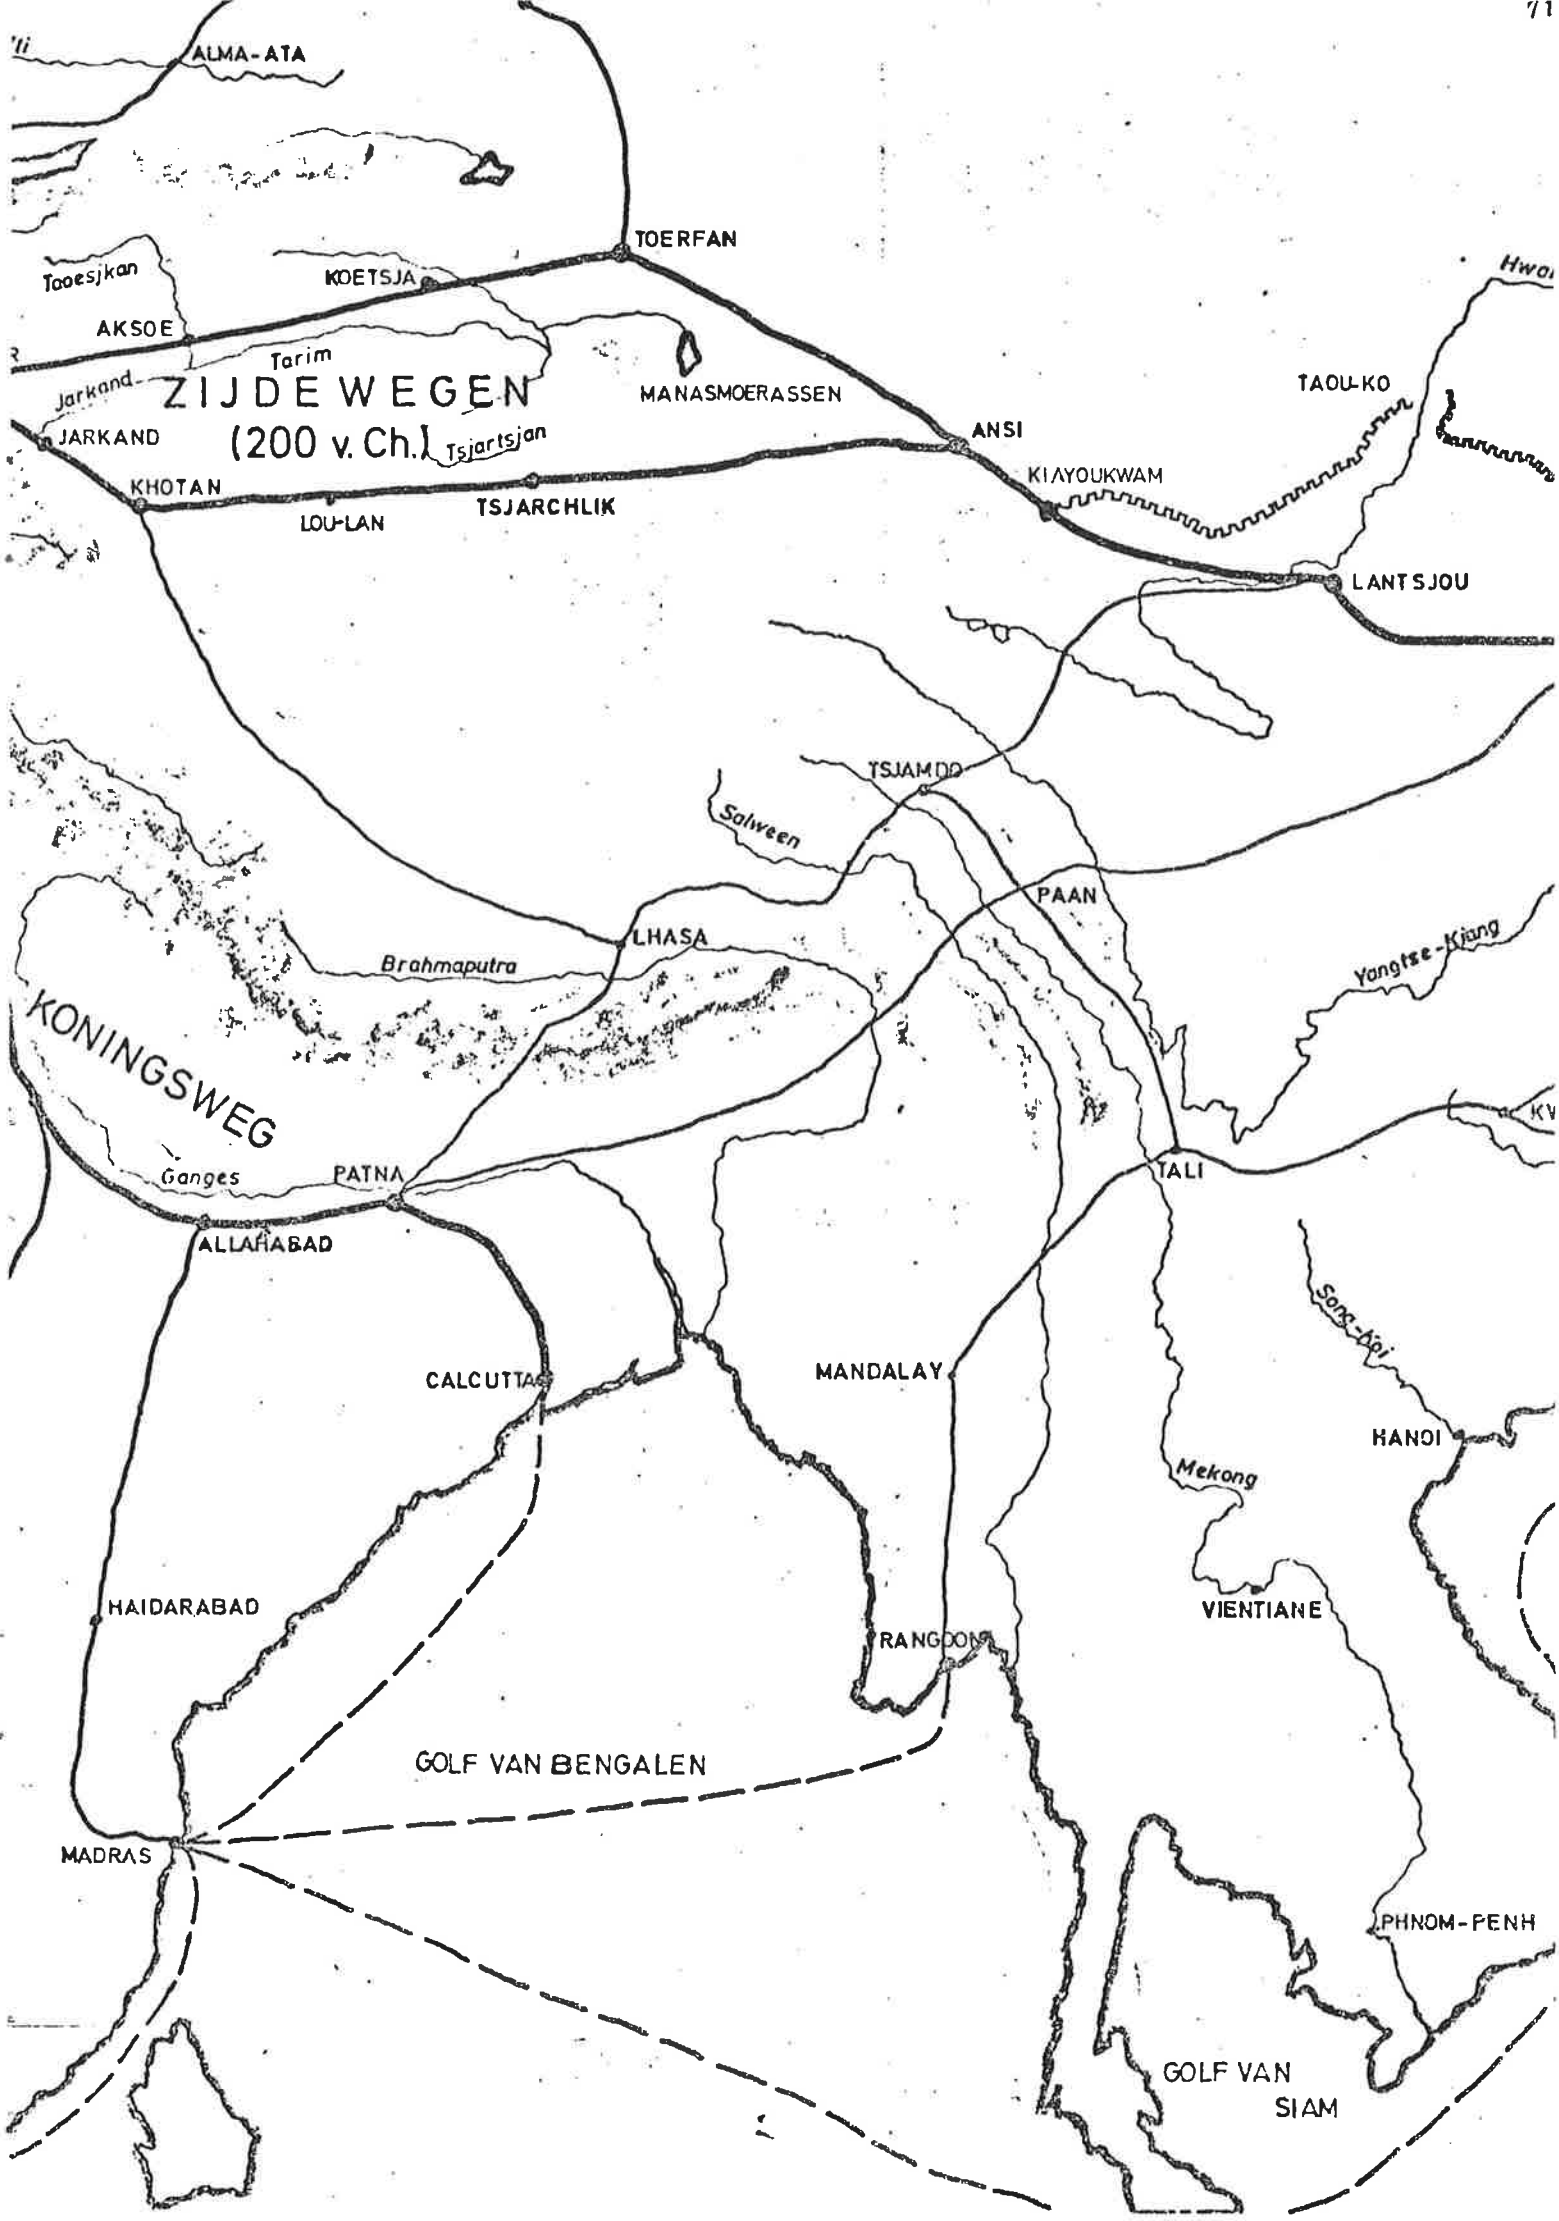 71
ALMA-ATA
TOERFAN
Hwa
Taoesjkan
KOETSJA
AKSOE
R
Tarim
Jarkand
ZIJDEWEGEN
(200 v. Ch.)
MANASMOERASSEN
TAOU-KO
JARKAND
Tsjartsjan
ANSI
KHOTAN
KIAYOUKWAM
LOU-LAN
TSJARCHLIK
LANTSJOU
TSJAMDO
Salween
PAAN
LHASA
Brahmaputra
Yangtse-Kiang
KONINGSWEG
KV
Ganges
PATNA
TALI
ALLAHABAD
Song-Koi
CALCUTTA
MANDALAY
HANOI
Mekong
HAIDARABAD
VIENTIANE
RANGOON
GOLF VAN BENGALEN
MADRAS
PHNOM-PENH
GOLF VAN
SIAM